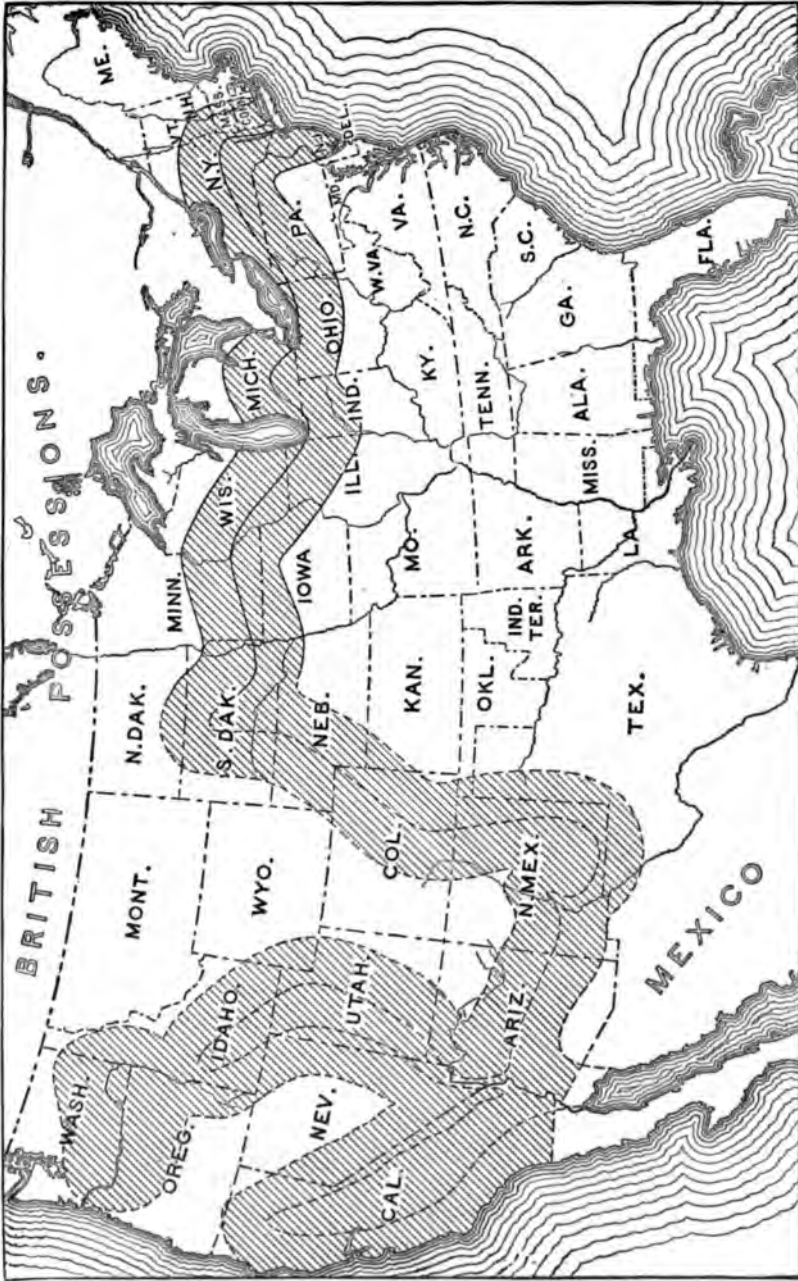 BRITISH POSSESSIONS.
WASH.
MONT.
N.DAK.
MINN.
ME.
VT.
N.H.
MASS.
CON.
OREG.
IDAHO.
WYO.
S.DAK.
WIS.
MICH.
N.Y.
NEV.
UTAH.
COL.
NEB.
IOWA
ILL.
IND.
OHIO.
PA.
N.J.
MD.
DEL.
CAL.
ARIZ.
N.MEX.
KAN.
MO.
KY.
W.VA.
VA.
OKL.
IND.
TER.
ARK.
TENN.
N.C.
S.C.
TEX.
LA.
MISS.
ALA.
GA.
FLA.
MEXICO